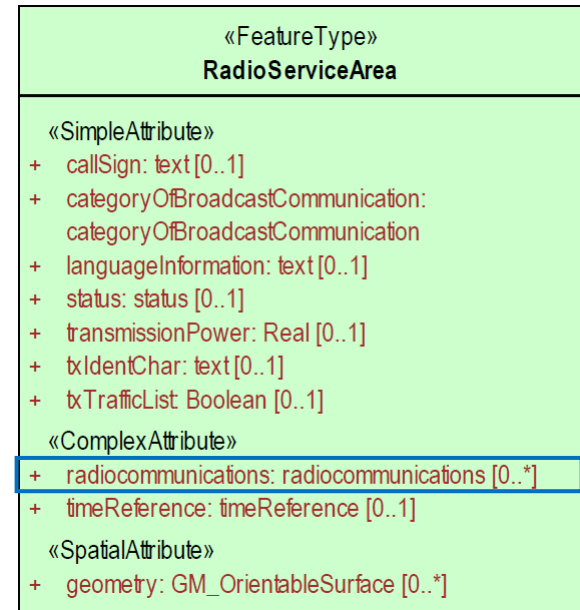 «FeatureType»
RadioServiceArea
«SimpleAttribute»
+ callSign: text [0..1]
+ categoryOfBroadcastCommunication:
categoryOfBroadcastCommunication
+ languageInformation: text [0..1]
+ status: status [0..1]
+ transmissionPower: Real [0..1]
+ txIdentChar: text [0..1]
+ txTrafficList: Boolean [0..1]
«ComplexAttribute»
+ radiocommunications: radiocommunications [0..*]
+ timeReference: timeReference [0..1]
«SpatialAttribute»
+ geometry: GM_OrientableSurface [0..*]